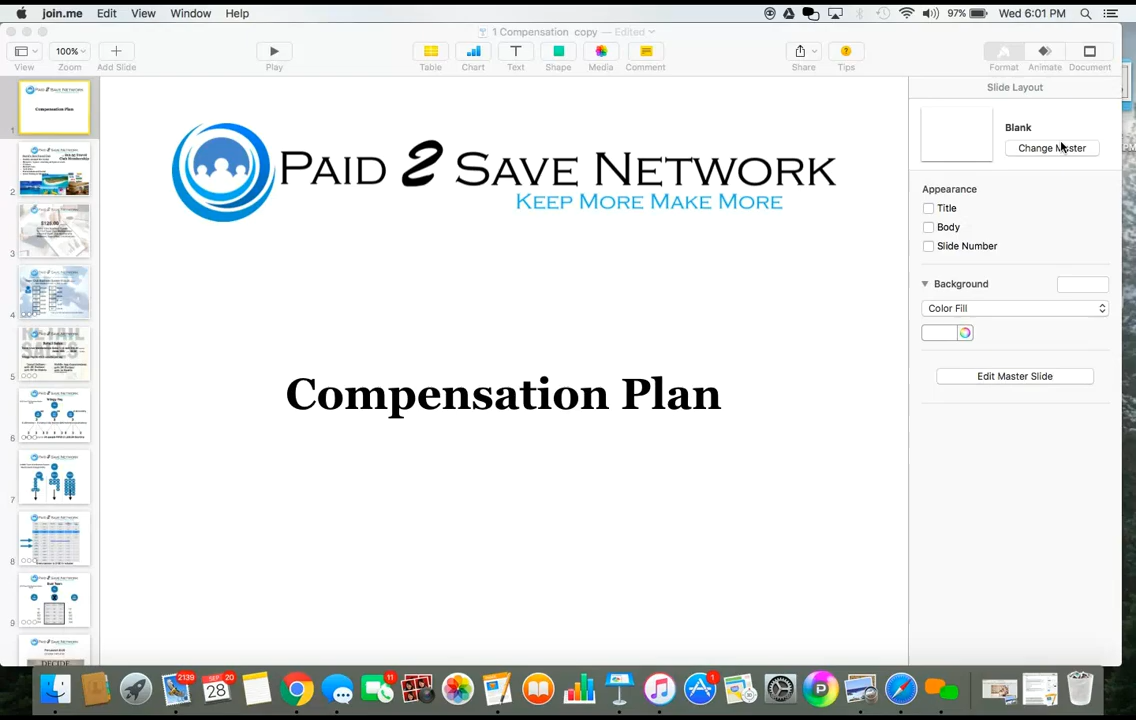 join.me Edit View Window Help 97% Wed 6:01 PM
1 Compensation copy — Edited
100%
View Zoom Add Slide Play Table Chart Text Shape Media Comment Share Tips Format Animate Document
Slide Layout
Blank
Change Master
Appearance
Title
Body
Slide Number
Background
Color Fill
Edit Master Slide
PAID 2 SAVE NETWORK
KEEP MORE MAKE MORE
Compensation Plan
Compensation Plan
1
2
3
4
5
6
7
8
9
DECIDE
2139
SEP 20
28
11
1